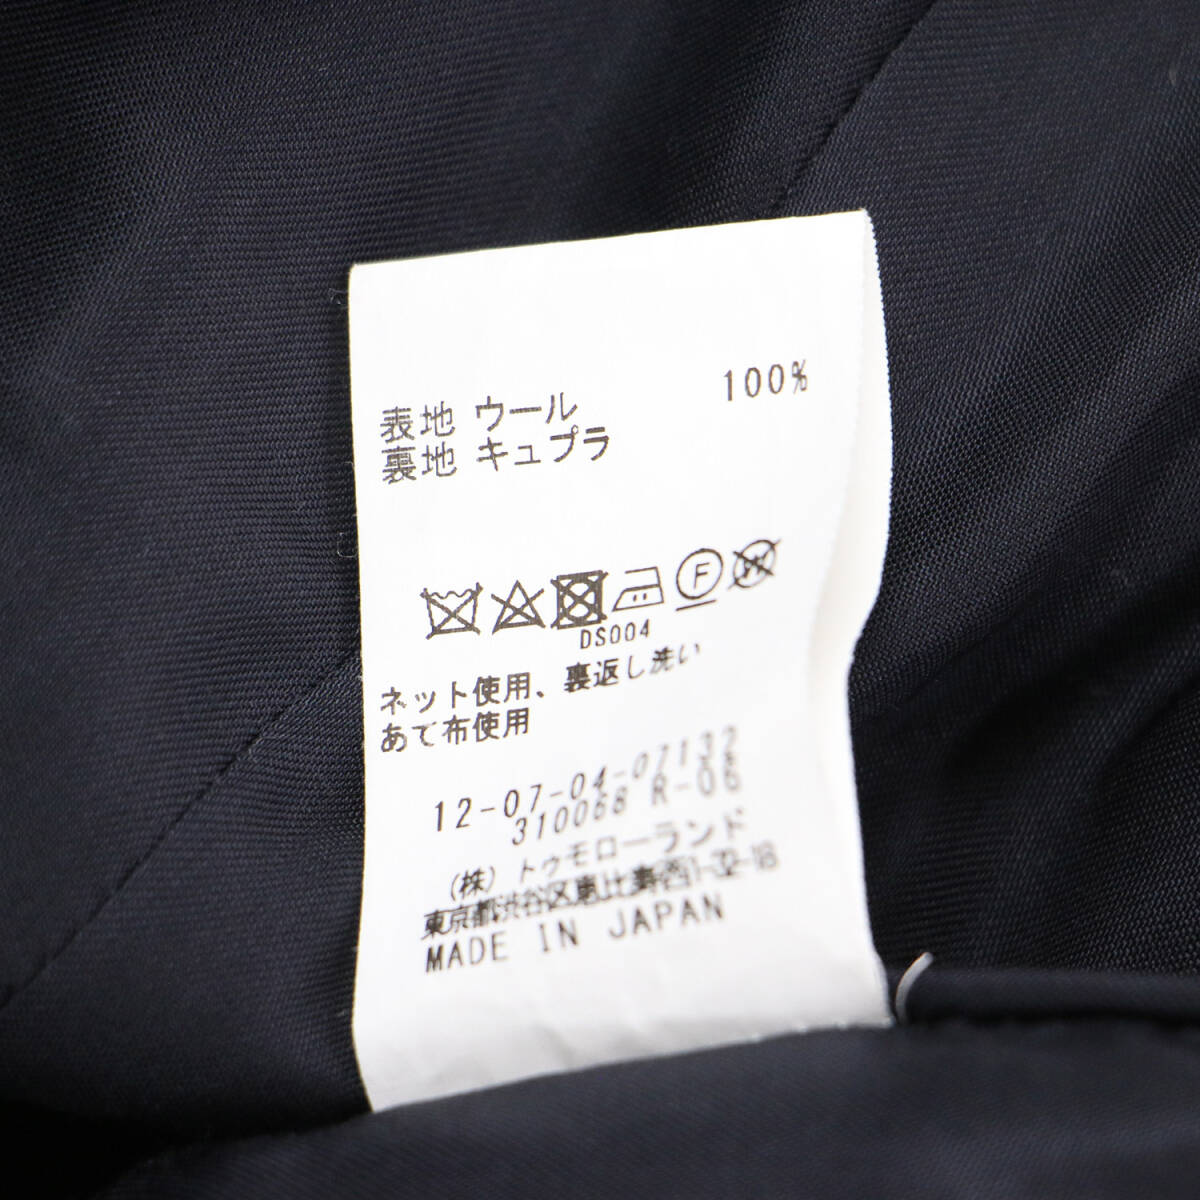 表地 ウール 100%
裏地 キュプラ
F W
DS004
ネット使用、裏返し洗い
あて布使用
12-07-04-07132
310068 R-06
(株) トゥモローランド
東京都渋谷区恵比寿西1-32-18
MADE IN JAPAN